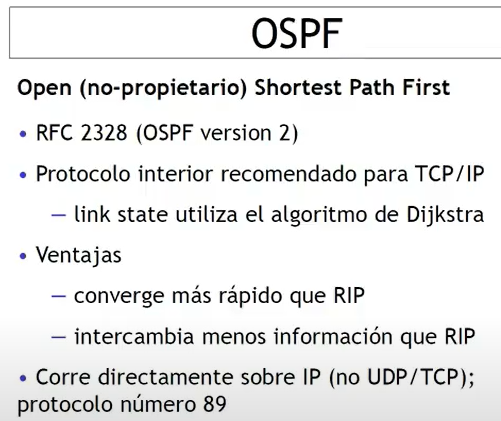 OSPF
Open (no-propietario) Shortest Path First
• RFC 2328 (OSPF version 2)
• Protocolo interior recomendado para TCP/IP
— link state utiliza el algoritmo de Dijkstra
• Ventajas
— converge más rápido que RIP
— intercambia menos información que RIP
• Corre directamente sobre IP (no UDP/TCP);
protocolo número 89